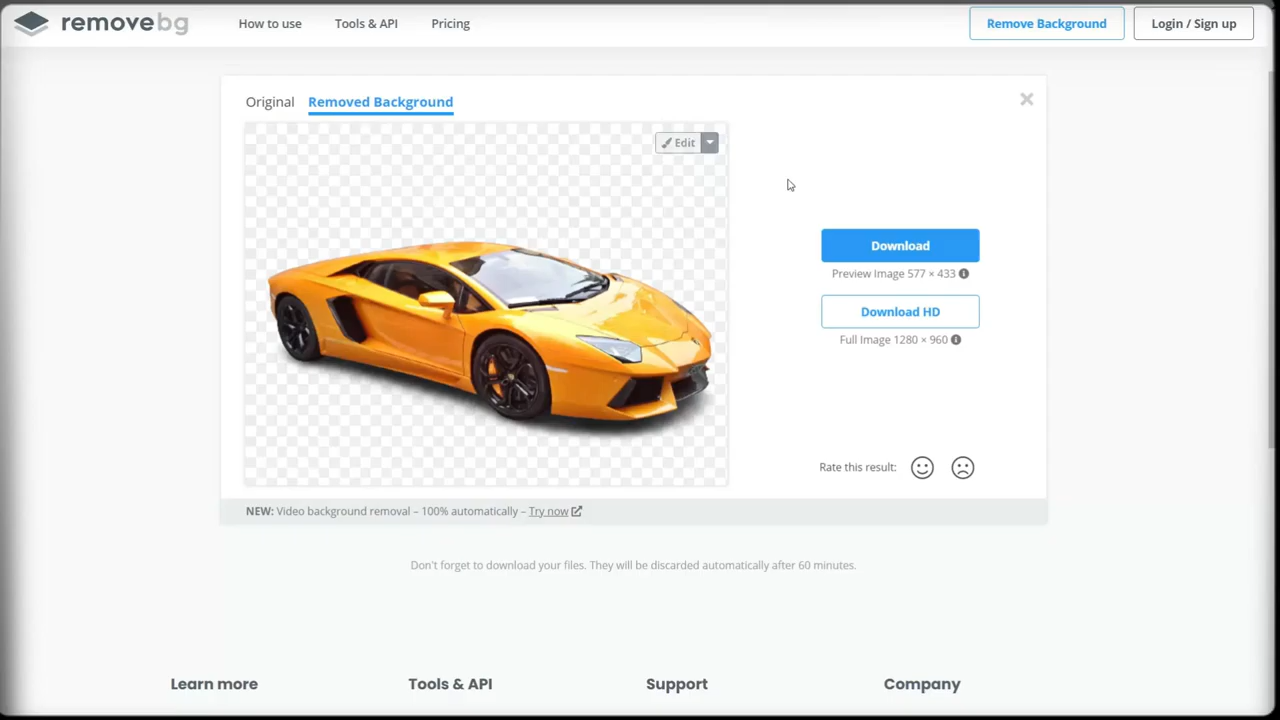 removebg How to use Tools & API Pricing Remove Background Login / Sign up
Original Removed Background
Edit
Download
Preview Image 577 × 433
Download HD
Full Image 1280 × 960
Rate this result:
NEW: Video background removal – 100% automatically – Try now
Don't forget to download your files. They will be discarded automatically after 60 minutes.
Learn more Tools & API Support Company